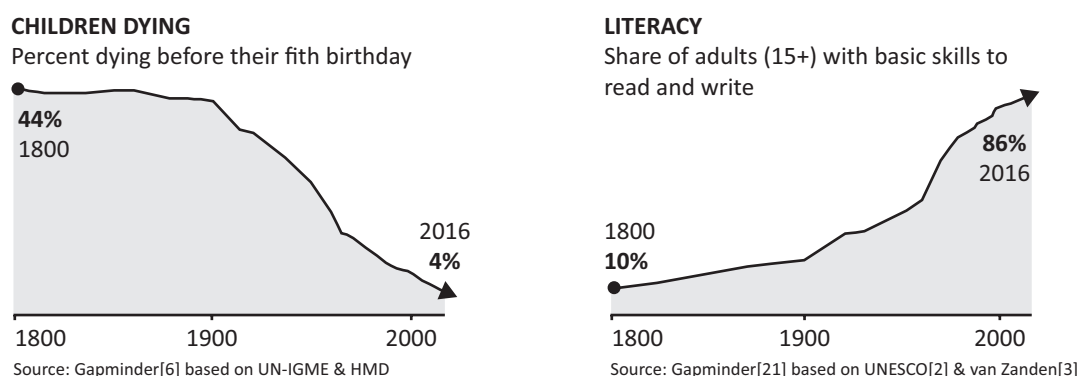 CHILDREN DYING
Percent dying before their fith birthday
44%
1800
2016
4%
1800 1900 2000
Source: Gapminder[6] based on UN-IGME & HMD
LITERACY
Share of adults (15+) with basic skills to
read and write
86%
2016
1800
10%
1800 1900 2000
Source: Gapminder[21] based on UNESCO[2] & van Zanden[3]